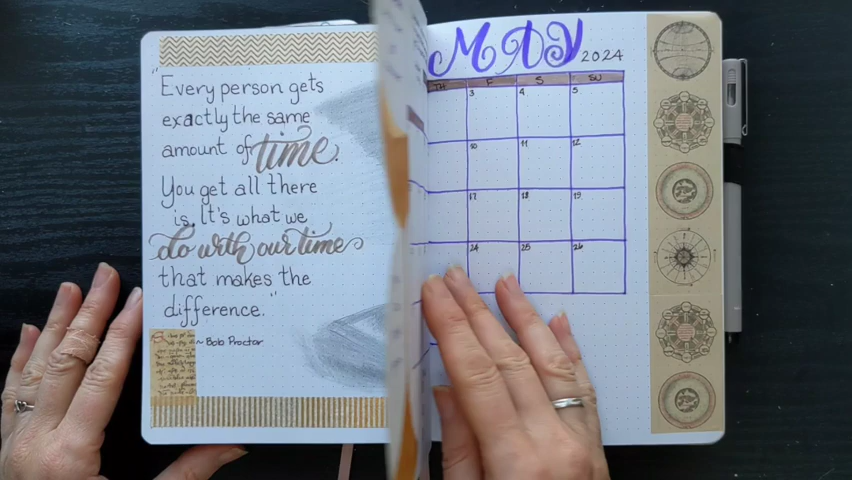 "Every person gets
exactly the same
amount of time.
You get all there
is. It's what we
do with our time
that makes the
difference."
~ Bob Proctor
MAY 2024
TH F S SU
3 4 5
10 11 12
17 18 19
24 25 26